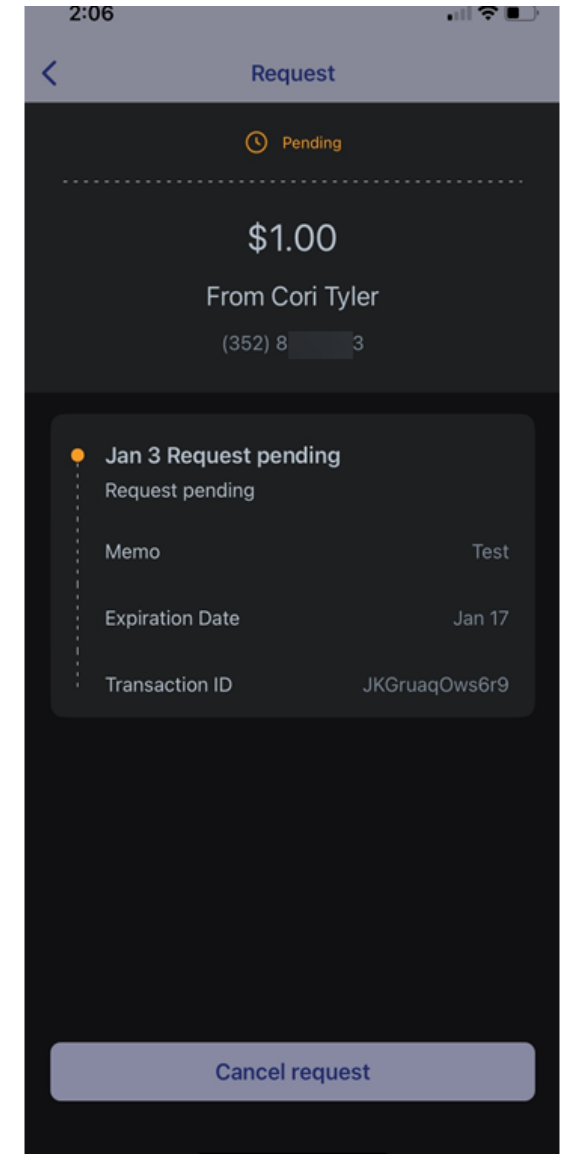 2:06
Request
Pending
$1.00
From Cori Tyler
(352) 8 3
Jan 3 Request pending
Request pending
Memo Test
Expiration Date Jan 17
Transaction ID JKGruaqOws6r9
Cancel request